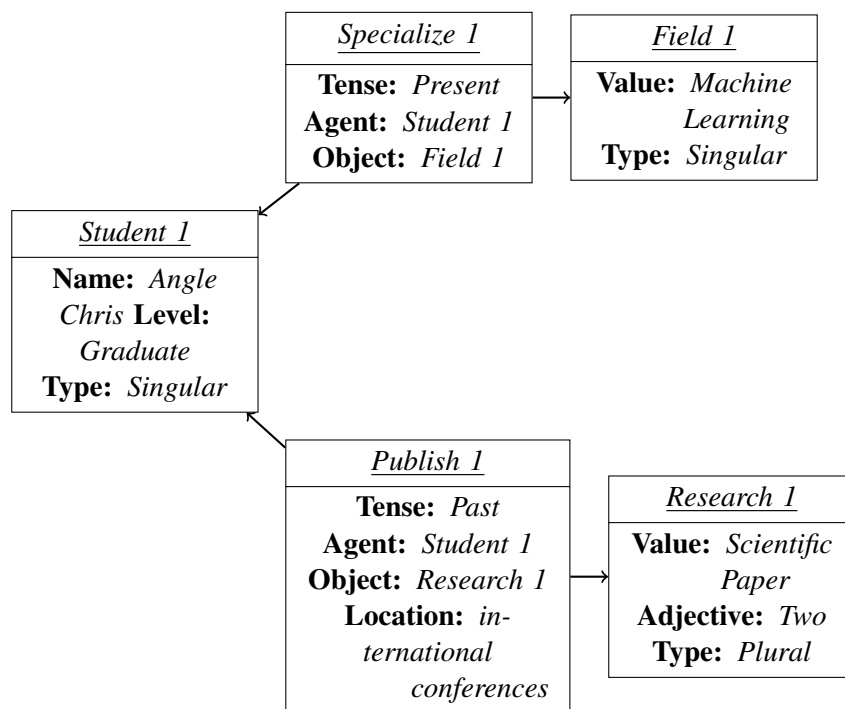 Specialize 1
Tense: Present
Agent: Student 1
Object: Field 1
Field 1
Value: Machine
Learning
Type: Singular
Student 1
Name: Angle
Chris Level:
Graduate
Type: Singular
Publish 1
Tense: Past
Agent: Student 1
Object: Research 1
Location: in-
ternational
conferences
Research 1
Value: Scientific
Paper
Adjective: Two
Type: Plural